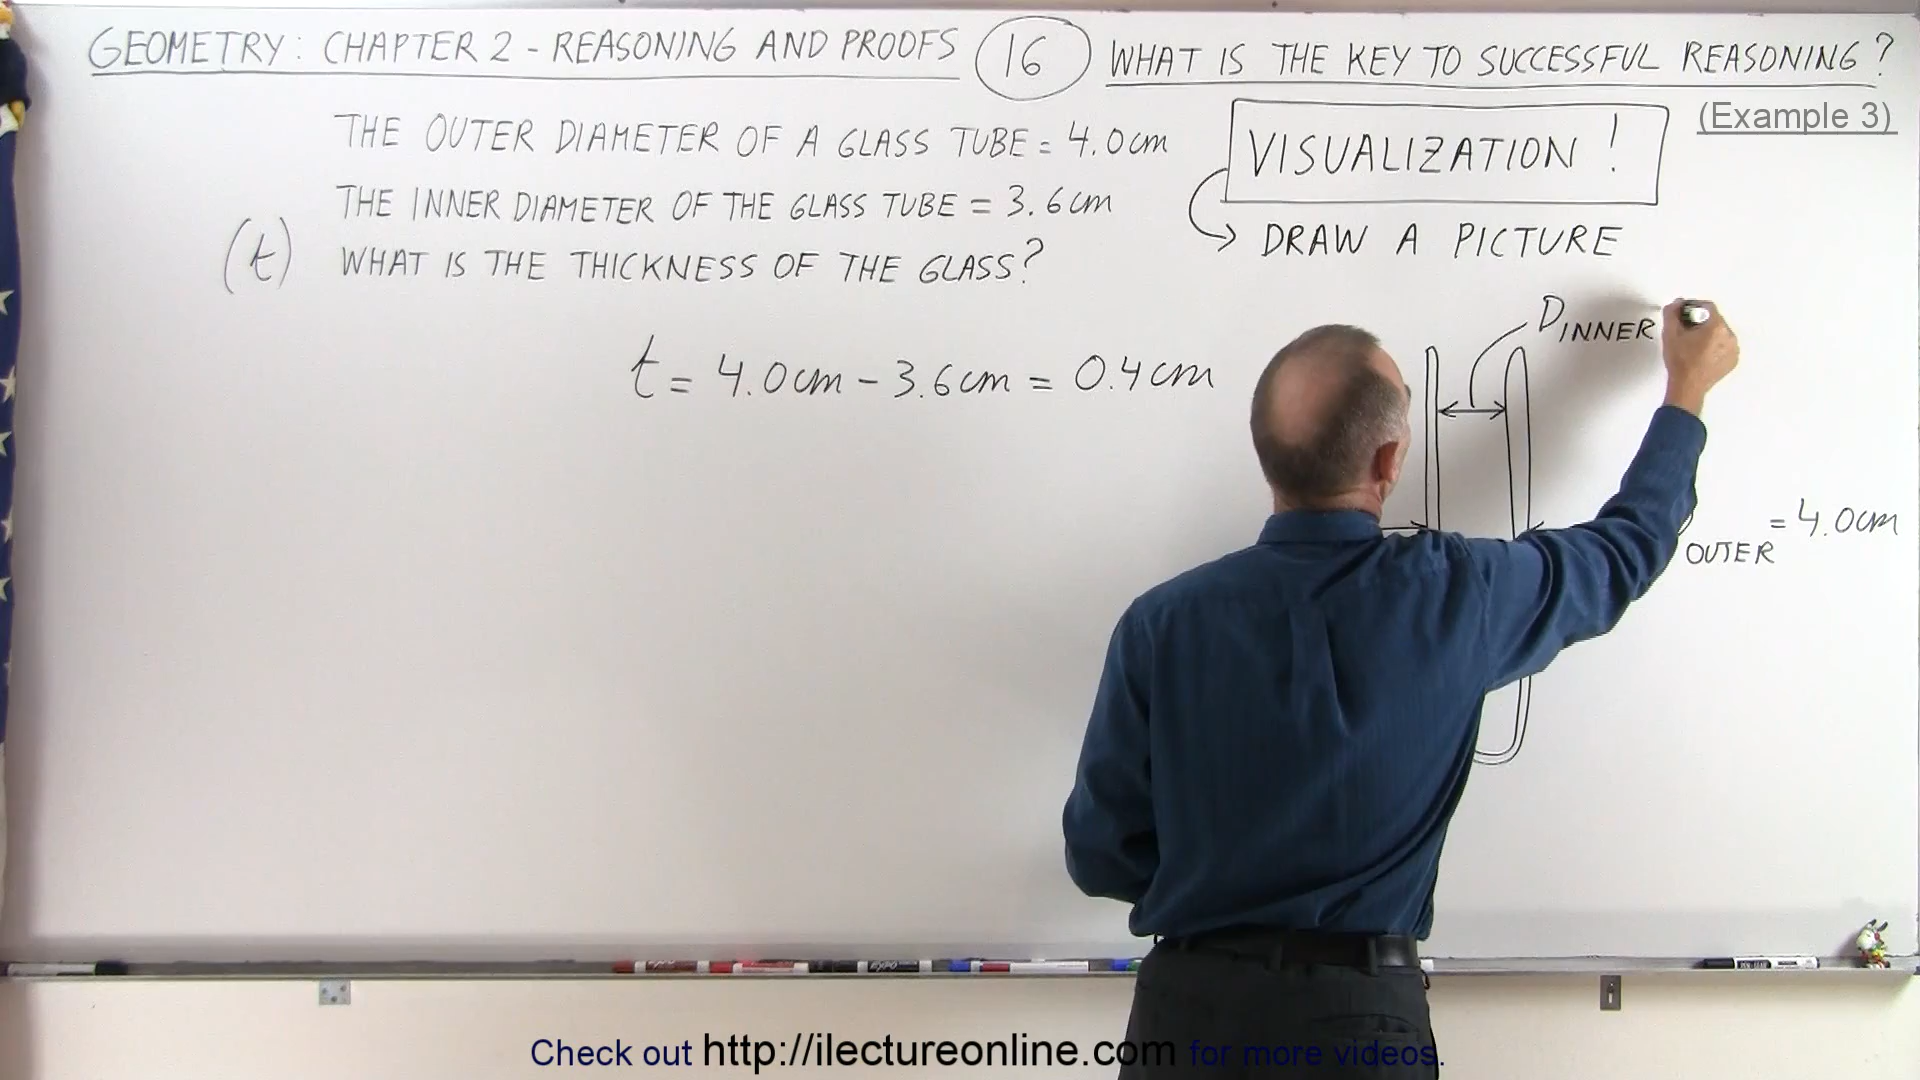 GEOMETRY: CHAPTER 2 - REASONING AND PROOFS 16 WHAT IS THE KEY TO SUCCESSFUL REASONING?
(Example 3)
THE OUTER DIAMETER OF A GLASS TUBE = 4.0cm
VISUALIZATION!
THE INNER DIAMETER OF THE GLASS TUBE = 3.6cm
DRAW A PICTURE
(t) WHAT IS THE THICKNESS OF THE GLASS?
D INNER
t = 4.0cm - 3.6cm = 0.4cm
OUTER = 4.0cm
EXPO
Check out http://ilectureonline.com for more videos.